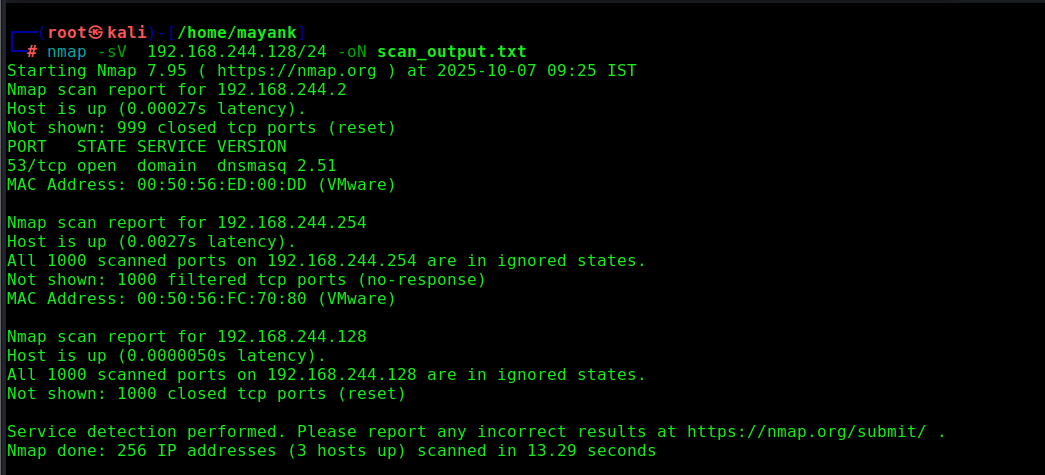 ┌──(root㉿kali)-[/home/mayank]
└─# nmap -sV  192.168.244.128/24 -oN scan_output.txt
Starting Nmap 7.95 ( https://nmap.org ) at 2025-10-07 09:25 IST
Nmap scan report for 192.168.244.2
Host is up (0.00027s latency).
Not shown: 999 closed tcp ports (reset)
PORT   STATE SERVICE VERSION
53/tcp open  domain  dnsmasq 2.51
MAC Address: 00:50:56:ED:00:DD (VMware)

Nmap scan report for 192.168.244.254
Host is up (0.0027s latency).
All 1000 scanned ports on 192.168.244.254 are in ignored states.
Not shown: 1000 filtered tcp ports (no-response)
MAC Address: 00:50:56:FC:70:80 (VMware)

Nmap scan report for 192.168.244.128
Host is up (0.0000050s latency).
All 1000 scanned ports on 192.168.244.128 are in ignored states.
Not shown: 1000 closed tcp ports (reset)

Service detection performed. Please report any incorrect results at https://nmap.org/submit/ .
Nmap done: 256 IP addresses (3 hosts up) scanned in 13.29 seconds